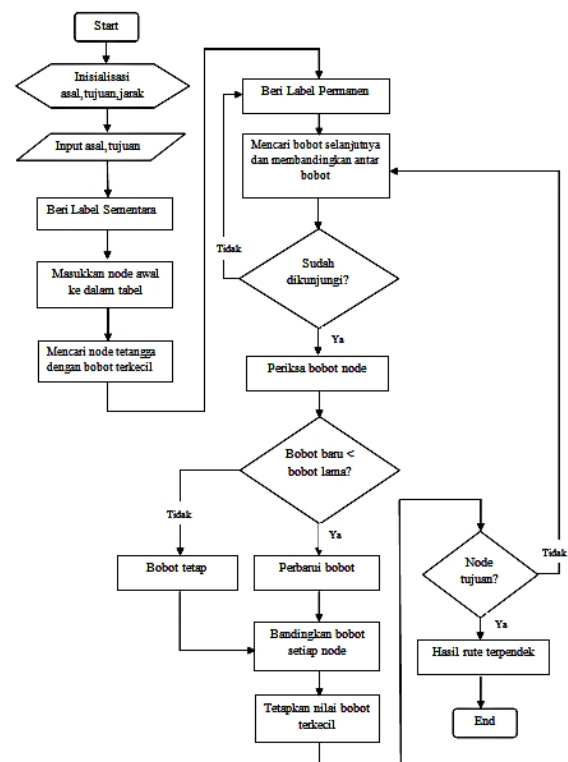 Start
Inisialisasi
asal,tujuan,jarak
Input asal,tujuan
Beri Label Sementara
Masukkan node awal
ke dalam tabel
Mencari node tetangga
dengan bobot terkecil
Beri Label Permanen
Mencari bobot selanjutnya
dan membandingkan antar
bobot
Tidak
Sudah
dikunjungi?
Ya
Periksa bobot node
Bobot baru <
bobot lama?
Tidak
Ya
Bobot tetap
Perbarui bobot
Bandingkan bobot
setiap node
Tetapkan nilai bobot
terkecil
Node
tujuan?
Tidak
Ya
Hasil rute terpendek
End